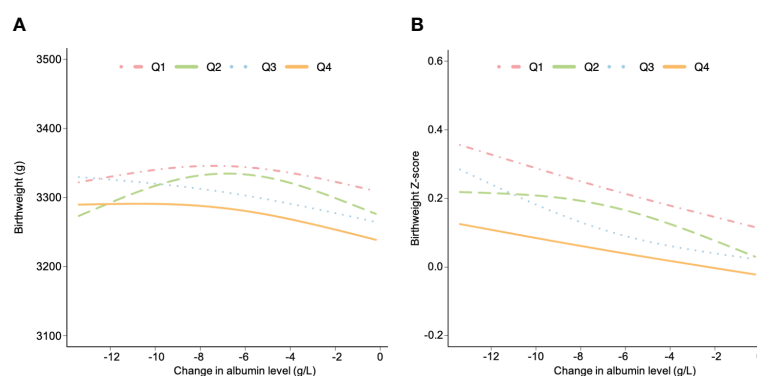 A
B
3500
3400
3300
3200
3100
Birthweight (g)
Q1 Q2 Q3 Q4
-12 -10 -8 -6 -4 -2 0
Change in albumin level (g/L)
0.6
0.4
0.2
0.0
-0.2
Birthweight Z-score
Q1 Q2 Q3 Q4
-12 -10 -8 -6 -4 -2 0
Change in albumin level (g/L)